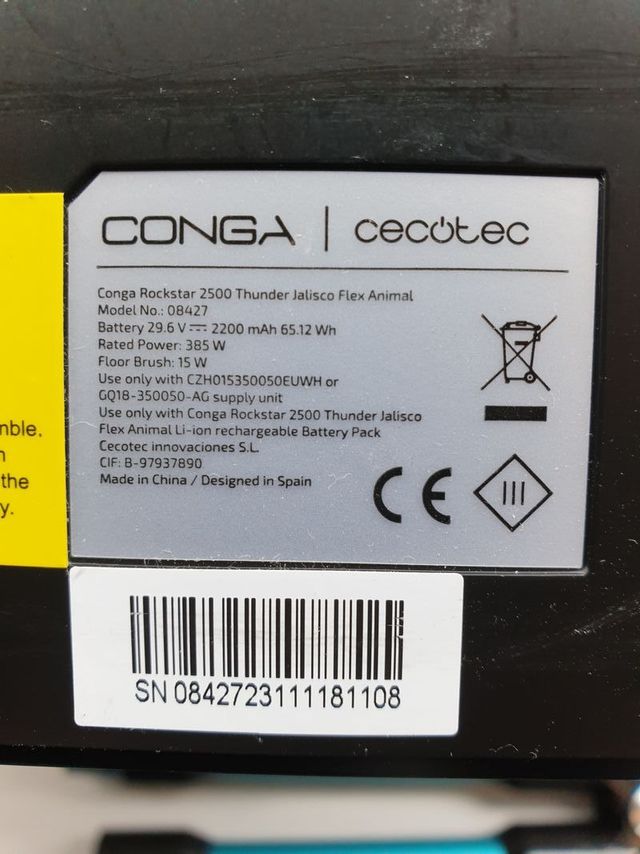 CONGA | cecotec
Conga Rockstar 2500 Thunder Jalisco Flex Animal
Model No.: 08427
Battery 29.6 V ⎓ 2200 mAh 65.12 Wh
Rated Power: 385 W
Floor Brush: 15 W
Use only with CZH015350050EUWH or
GQ18-350050-AG supply unit
Use only with Conga Rockstar 2500 Thunder Jalisco
Flex Animal Li-ion rechargeable Battery Pack
Cecotec innovaciones S.L.
CIF: B-97937890
Made in China / Designed in Spain
CE
III
the
y.
SN 0842723111181108